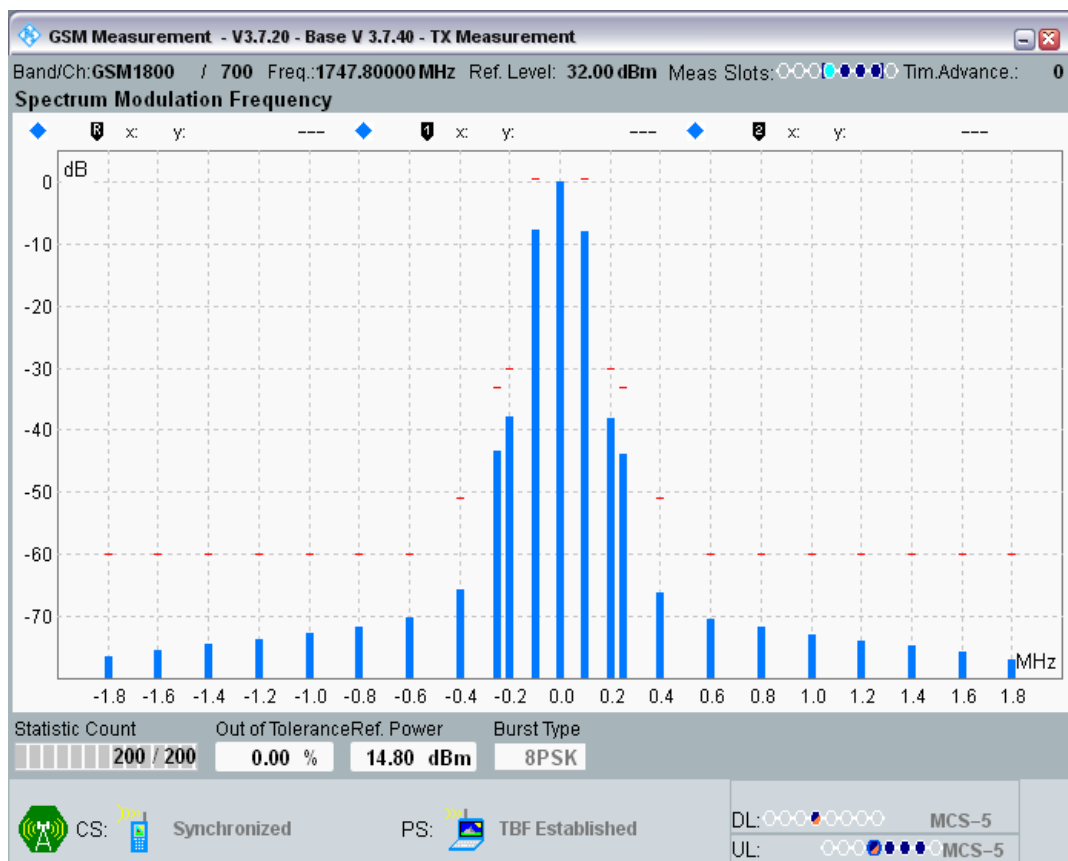 GSM Measurement - V3.7.20 - Base V 3.7.40 - TX Measurement
Band/Ch:GSM1800 / 700 Freq.:1747.80000 MHz Ref. Level: 32.00 dBm Meas Slots: Tim.Advance.: 0
Spectrum Modulation Frequency
R x: y: --- 1 x: y: --- 2 x: y: ---
dB
0
-10
-20
-30
-40
-50
-60
-70
MHz
-1.8 -1.6 -1.4 -1.2 -1.0 -0.8 -0.6 -0.4 -0.2 0.0 0.2 0.4 0.6 0.8 1.0 1.2 1.4 1.6 1.8
Statistic Count Out of Tolerance Ref. Power Burst Type
200 / 200 0.00 % 14.80 dBm 8PSK
CS: Synchronized PS: TBF Established
DL: MCS-5
UL: MCS-5